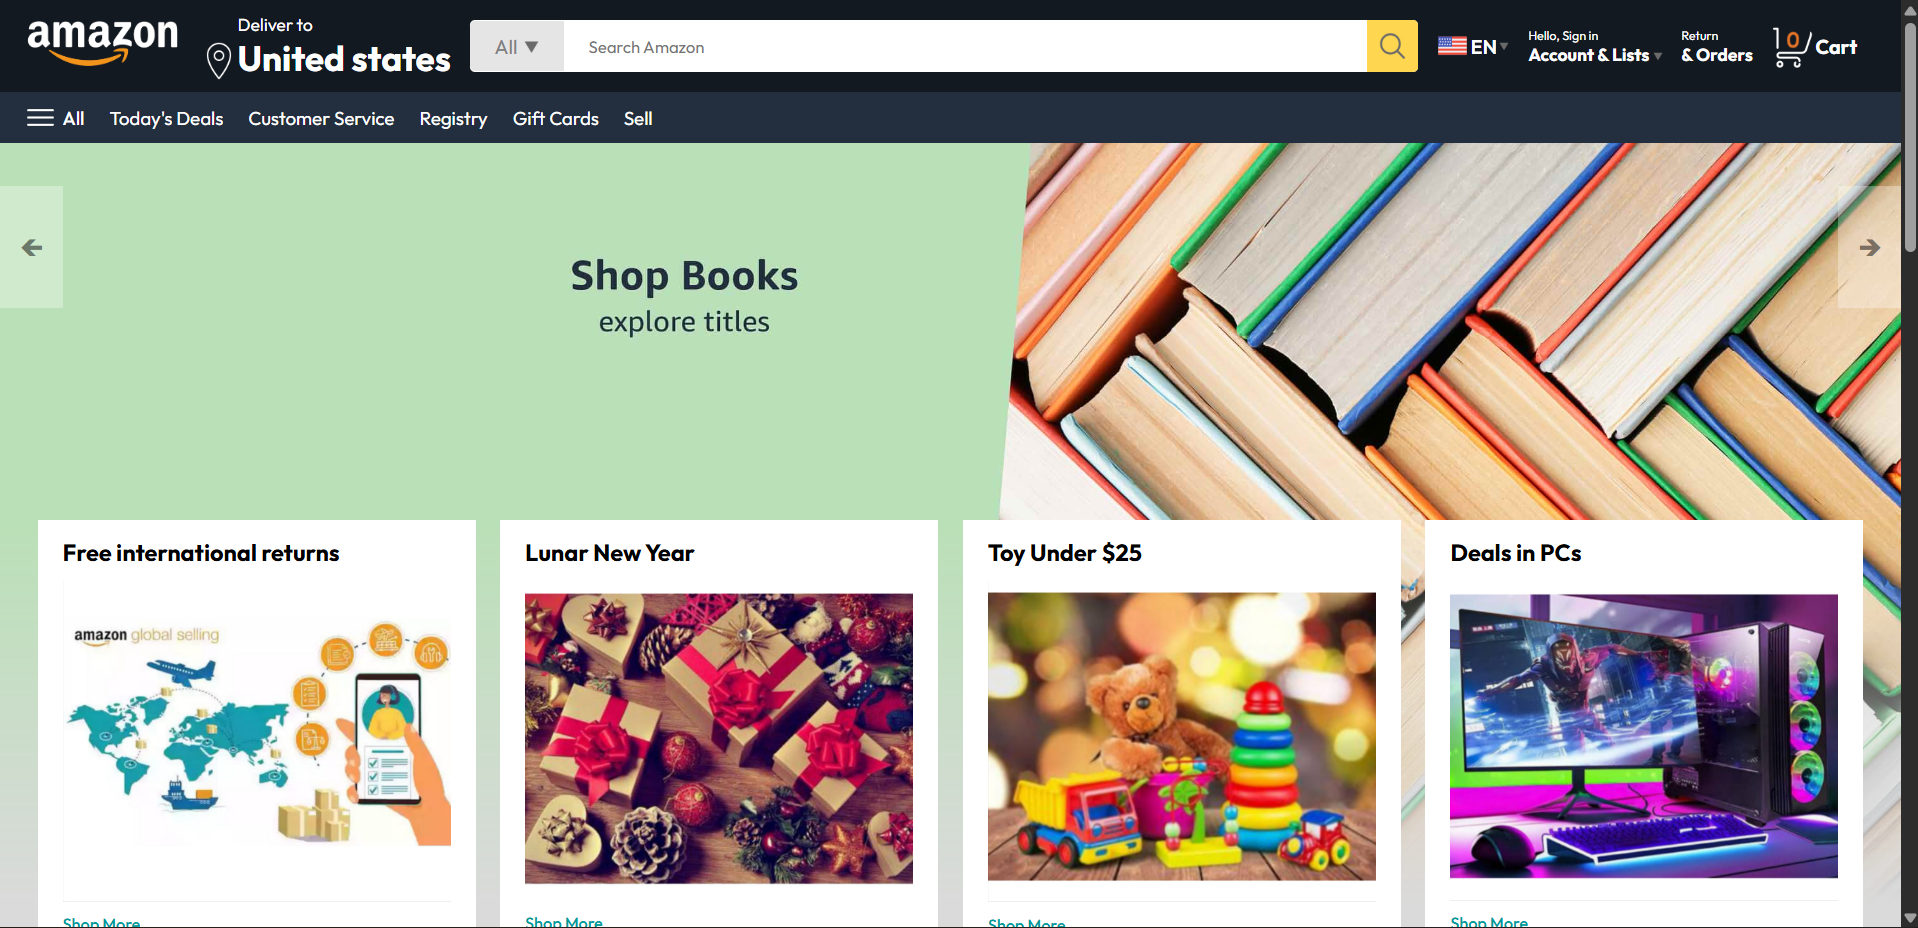 amazon
Deliver to
United states
All ▼
Search Amazon
EN
Hello, Sign in
Account & Lists
Return
& Orders
0
Cart
All
Today's Deals
Customer Service
Registry
Gift Cards
Sell
Shop Books
explore titles
Free international returns
Lunar New Year
Toy Under $25
Deals in PCs
amazon global selling
Shop More
Shop More
Shop More
Shop More